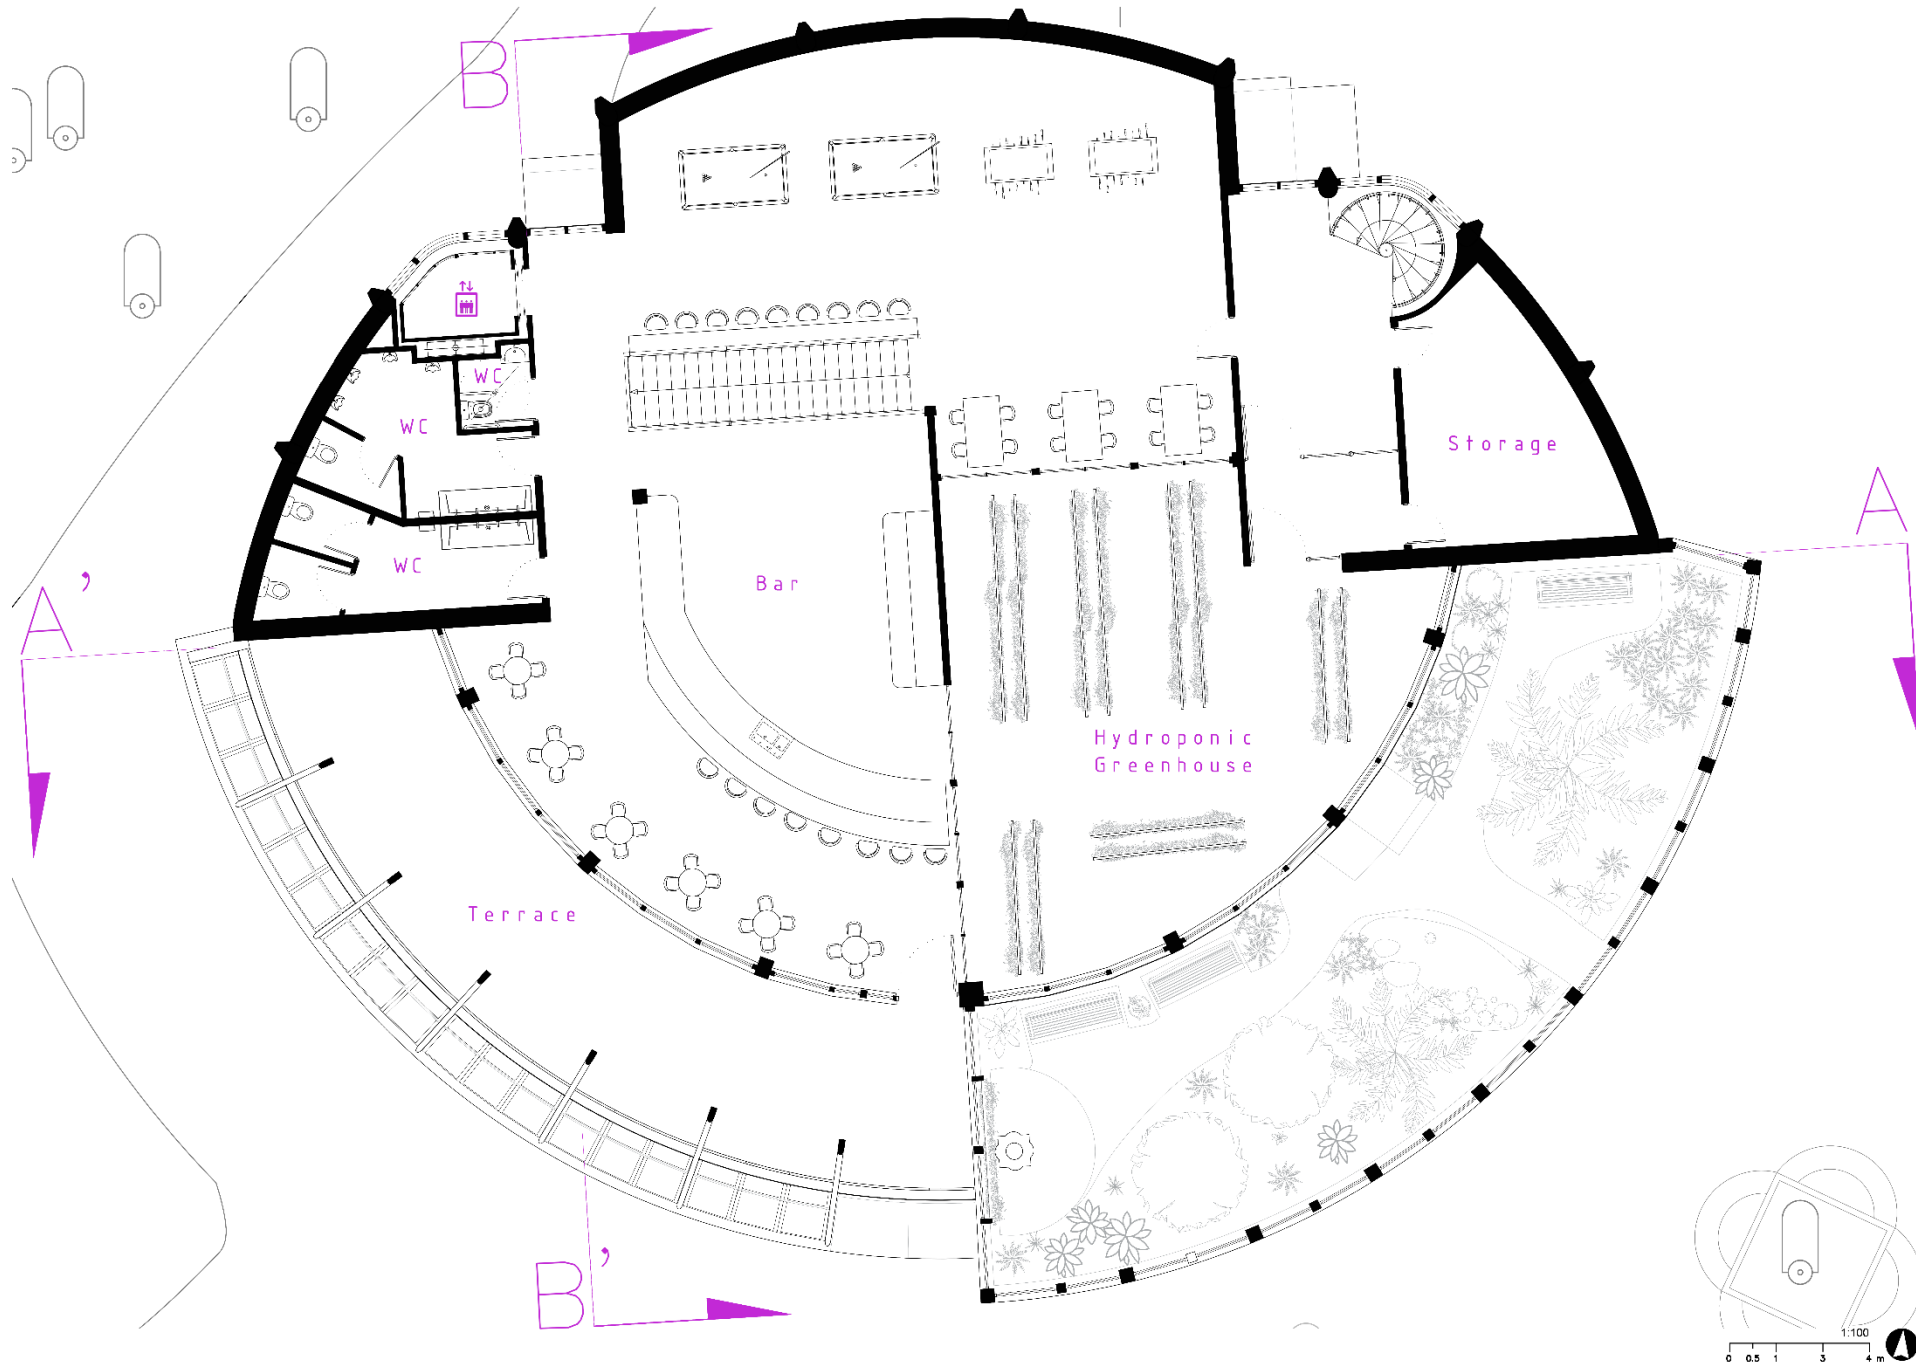 B
WC
WC
Storage
A
WC
Bar
A’
Hydroponic
Greenhouse
Terrace
B’
1:100
0 0.5 1 3 4 m